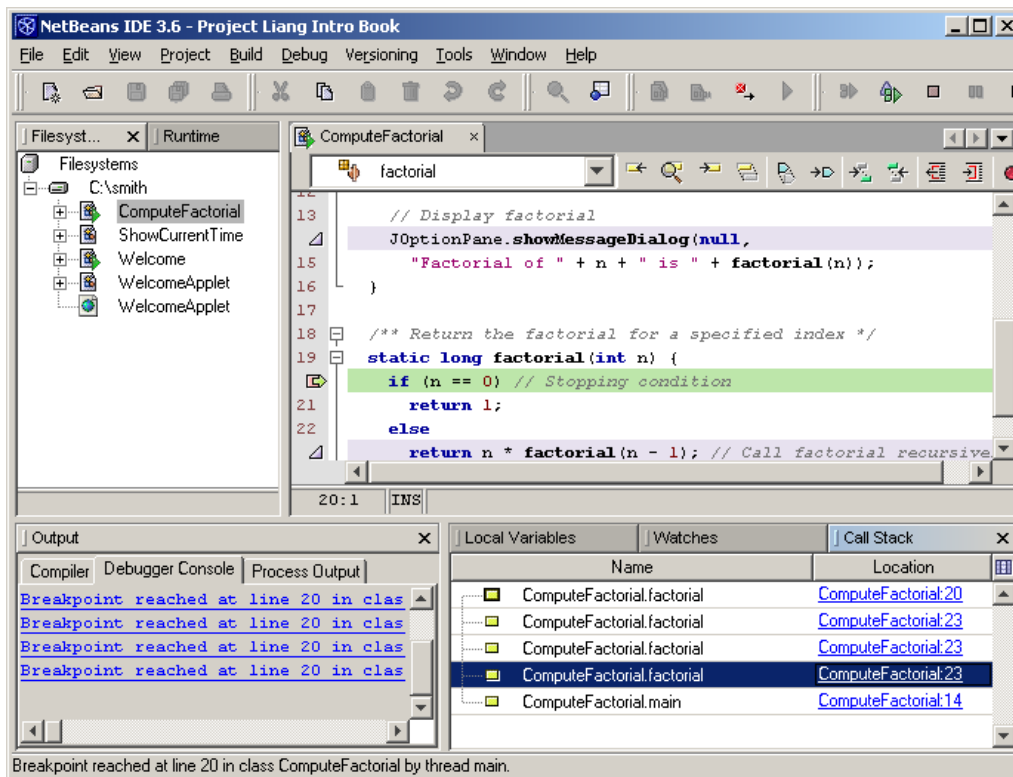 NetBeans IDE 3.6 - Project Liang Intro Book
File Edit View Project Build Debug Versioning Tools Window Help
Filesyst... Runtime
Filesystems
C:\smith
ComputeFactorial
ShowCurrentTime
Welcome
WelcomeApplet
WelcomeApplet
ComputeFactorial
factorial
12
13 // Display factorial
JOptionPane.showMessageDialog(null,
15 "Factorial of " + n + " is " + factorial(n));
16 }
17
18 /** Return the factorial for a specified index */
19 static long factorial(int n) {
if (n == 0) // Stopping condition
21 return 1;
22 else
return n * factorial(n - 1); // Call factorial recursive
20:1 INS
Output
Compiler Debugger Console Process Output
Breakpoint reached at line 20 in clas
Breakpoint reached at line 20 in clas
Breakpoint reached at line 20 in clas
Breakpoint reached at line 20 in clas
Local Variables Watches Call Stack
Name Location
ComputeFactorial.factorial ComputeFactorial:20
ComputeFactorial.factorial ComputeFactorial:23
ComputeFactorial.factorial ComputeFactorial:23
ComputeFactorial.factorial ComputeFactorial:23
ComputeFactorial.main ComputeFactorial:14
Breakpoint reached at line 20 in class ComputeFactorial by thread main.